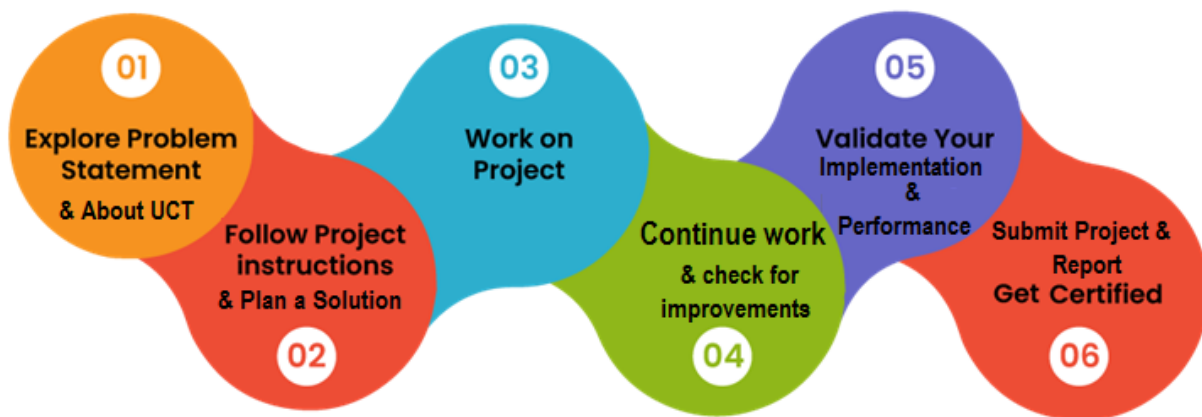 01
Explore Problem
Statement
& About UCT
Follow Project
instructions
& Plan a Solution
02
03
Work on
Project
Continue work
& check for
improvements
04
05
Validate Your
Implementation
&
Performance
Submit Project &
Report
Get Certified
06